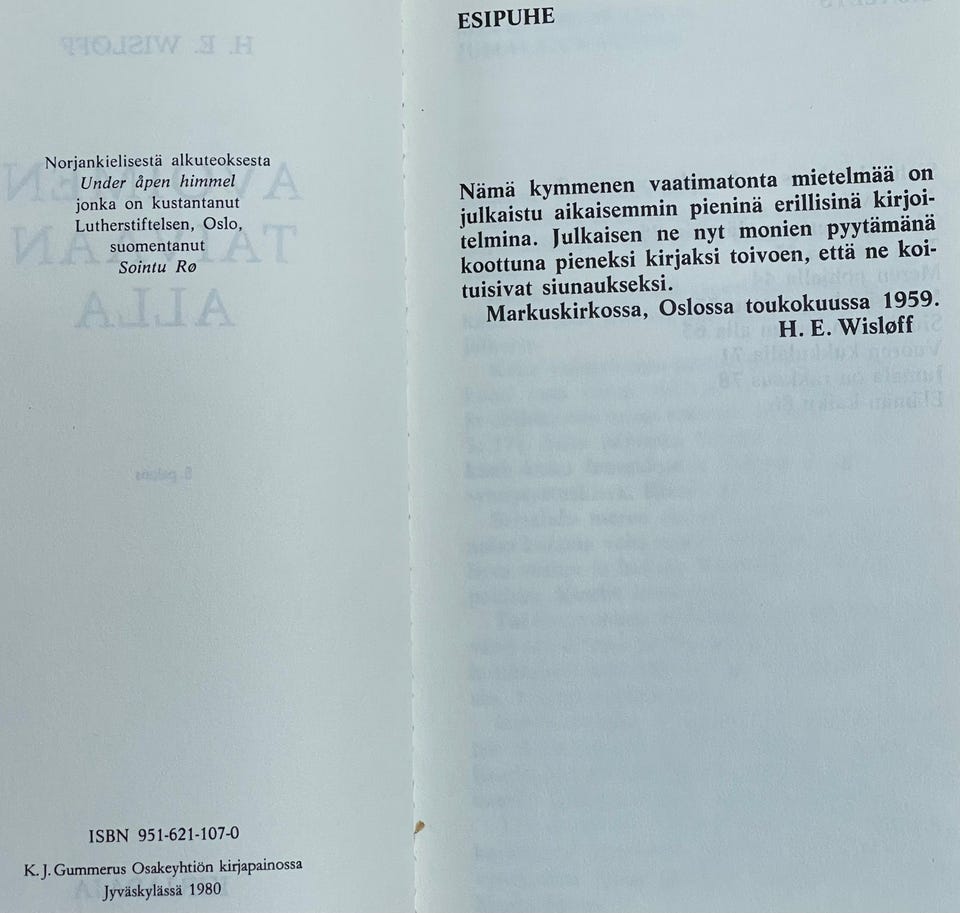 Norjankielisestä alkuteoksesta
Under åpen himmel
jonka on kustantanut
Lutherstiftelsen, Oslo,
suomentanut
Sointu Rø
ISBN 951-621-107-0
K. J. Gummerus Osakeyhtiön kirjapainossa
Jyväskylässä 1980
ESIPUHE
Nämä kymmenen vaatimatonta mietelmää on
julkaistu aikaisemmin pieninä erillisinä kirjoi-
telmina. Julkaisen ne nyt monien pyytämänä
koottuna pieneksi kirjaksi toivoen, että ne koi-
tuisivat siunaukseksi.
Markuskirkossa, Oslossa toukokuussa 1959.
H. E. Wisløff